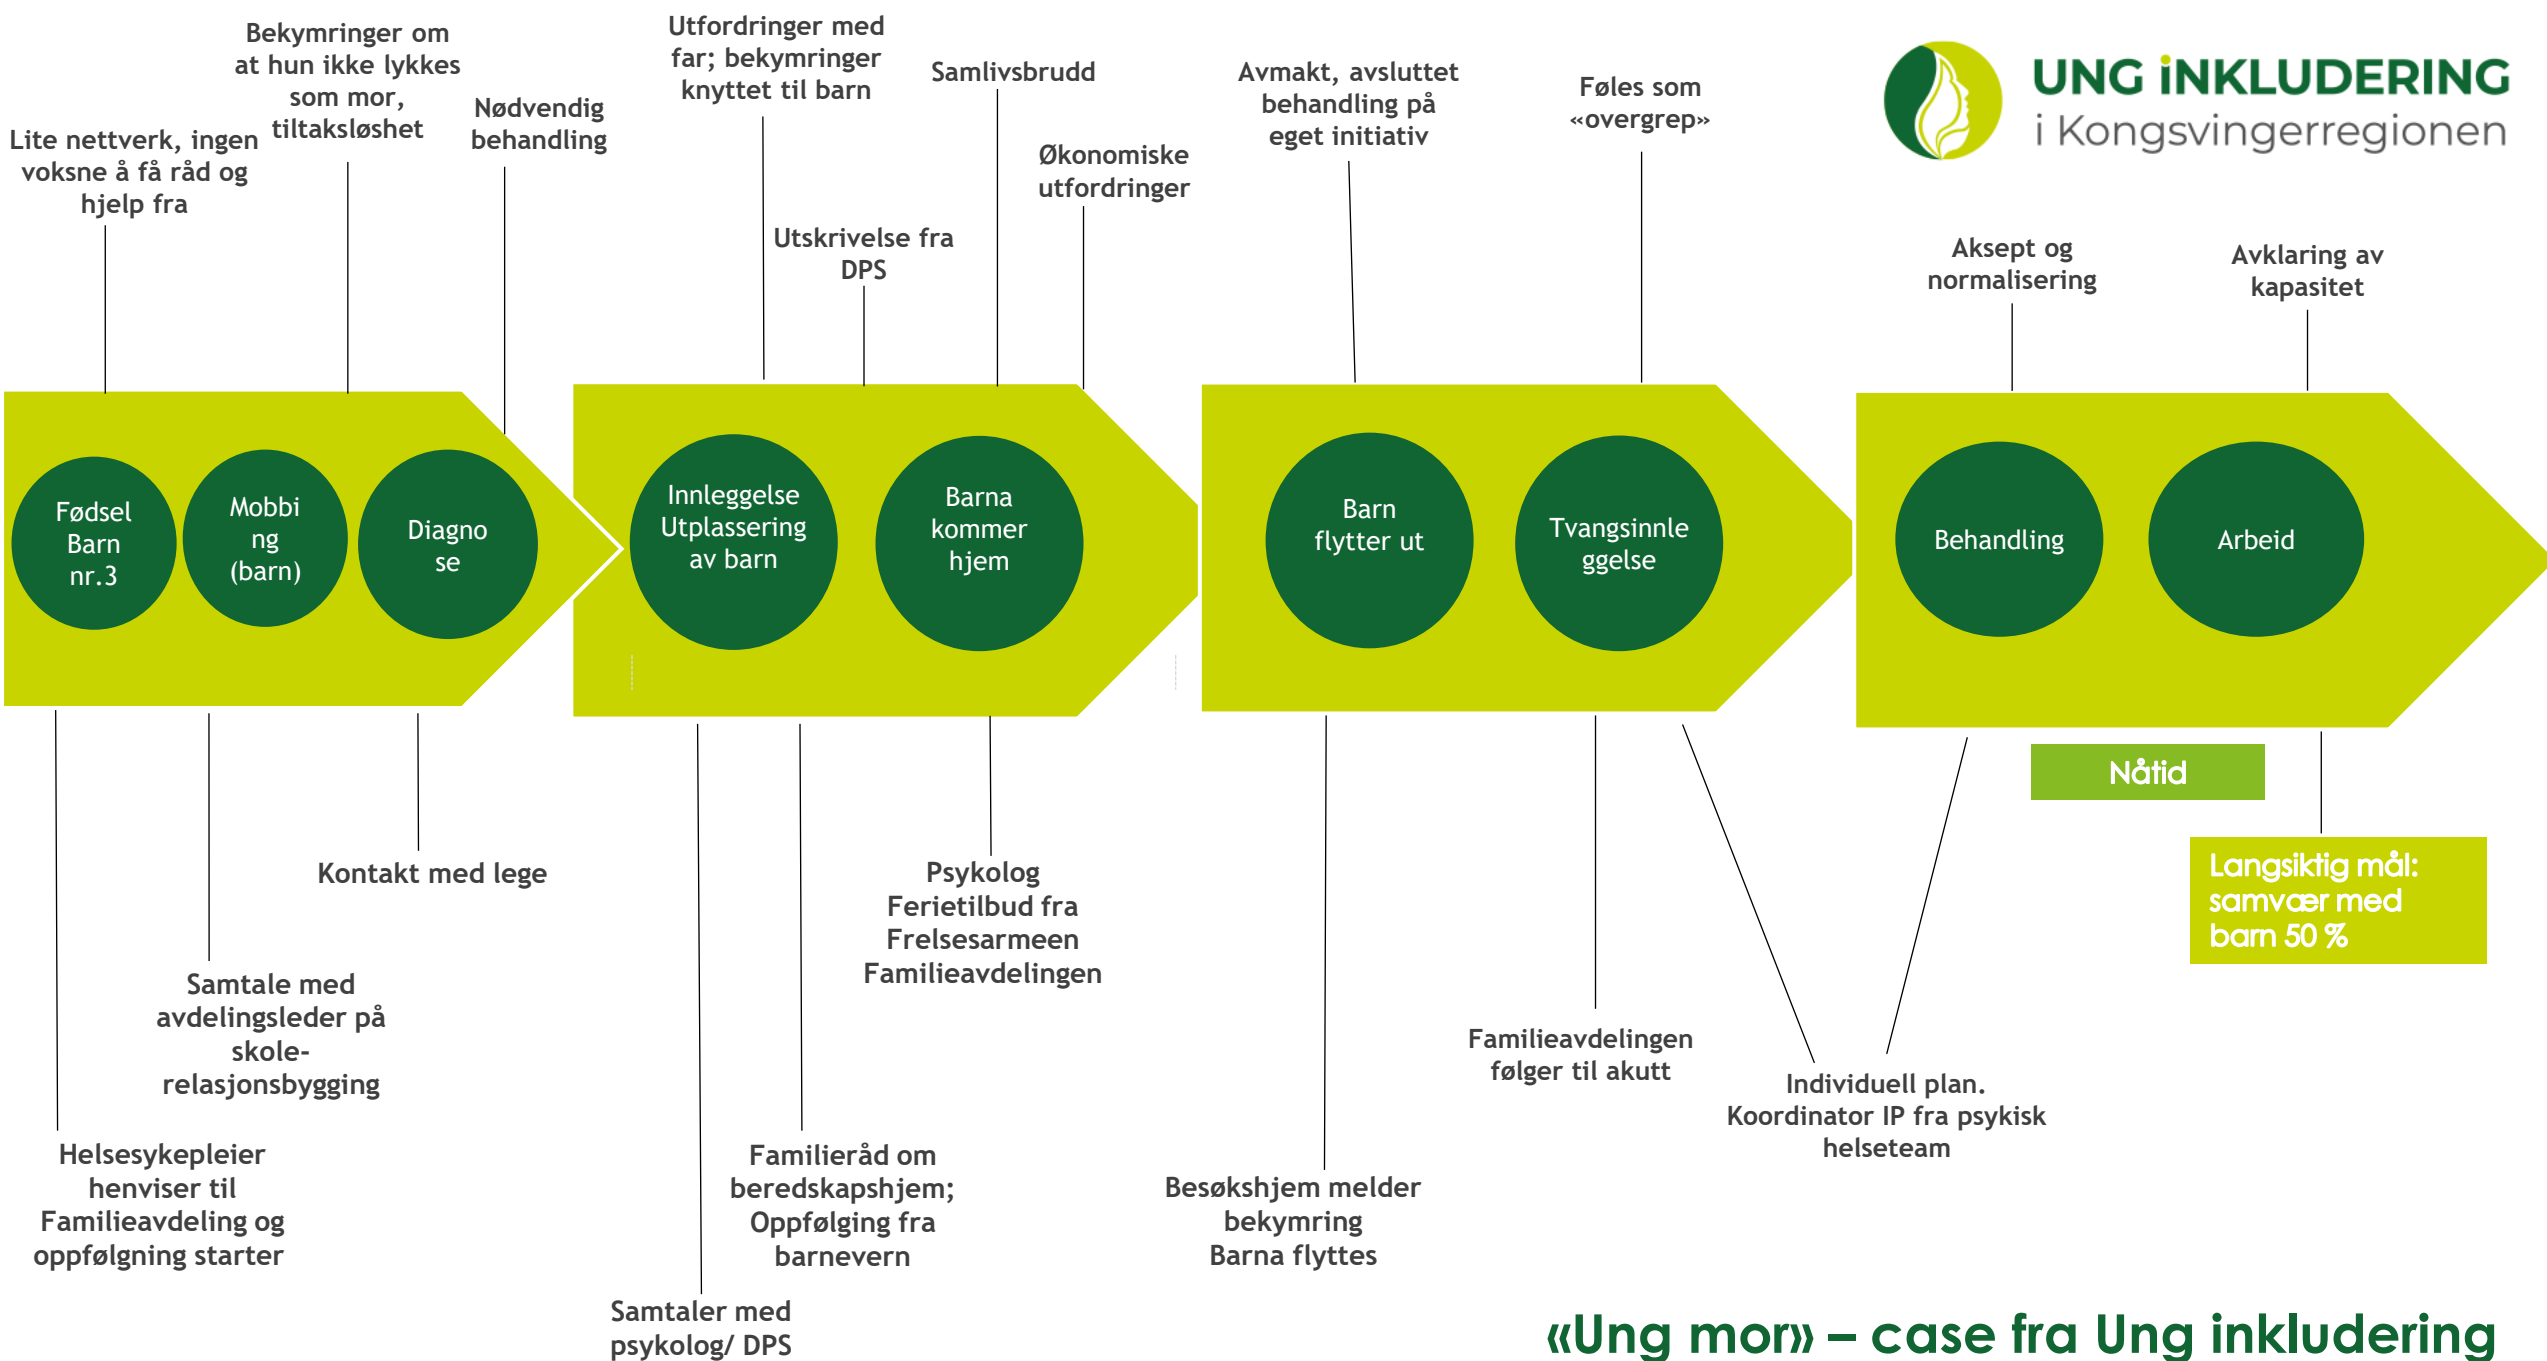 Lite nettverk, ingen
voksne å få råd og
hjelp fra
Bekymringer om
at hun ikke lykkes
som mor,
tiltaksløshet
Nødvendig
behandling
Utfordringer med
far; bekymringer
knyttet til barn
Utskrivelse fra
DPS
Samlivsbrudd
Økonomiske
utfordringer
Avmakt, avsluttet
behandling på
eget initiativ
Føles som
«overgrep»
UNG iNKLUDERING
i Kongsvingerregionen
Aksept og
normalisering
Avklaring av
kapasitet
Fødsel
Barn
nr.3
Mobbi
ng
(barn)
Diagno
se
Innleggelse
Utplassering
av barn
Barna
kommer
hjem
Barn
flytter ut
Tvangsinnle
ggelse
Behandling
Arbeid
Nåtid
Langsiktig mål:
samvær med
barn 50 %
Helsesykepleier
henviser til
Familieavdeling og
oppfølgning starter
Samtale med
avdelingsleder på
skole-
relasjonsbygging
Kontakt med lege
Samtaler med
psykolog/ DPS
Familieråd om
beredskapshjem;
Oppfølging fra
barnevern
Psykolog
Ferietilbud fra
Frelsesarmeen
Familieavdelingen
Besøkshjem melder
bekymring
Barna flyttes
Familieavdelingen
følger til akutt
Individuell plan.
Koordinator IP fra psykisk
helseteam
«Ung mor» – case fra Ung inkludering